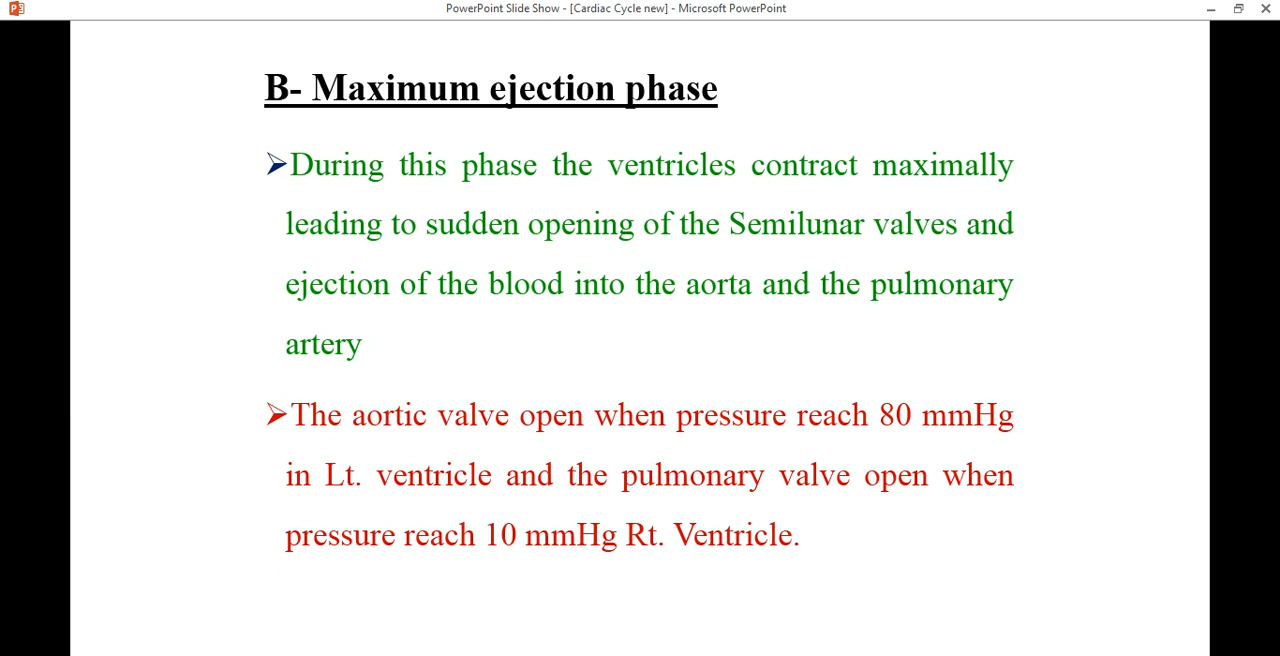 PowerPoint Slide Show - [Cardiac Cycle new] - Microsoft PowerPoint
B- Maximum ejection phase
➢During this phase the ventricles contract maximally
leading to sudden opening of the Semilunar valves and
ejection of the blood into the aorta and the pulmonary
artery
➢The aortic valve open when pressure reach 80 mmHg
in Lt. ventricle and the pulmonary valve open when
pressure reach 10 mmHg Rt. Ventricle.